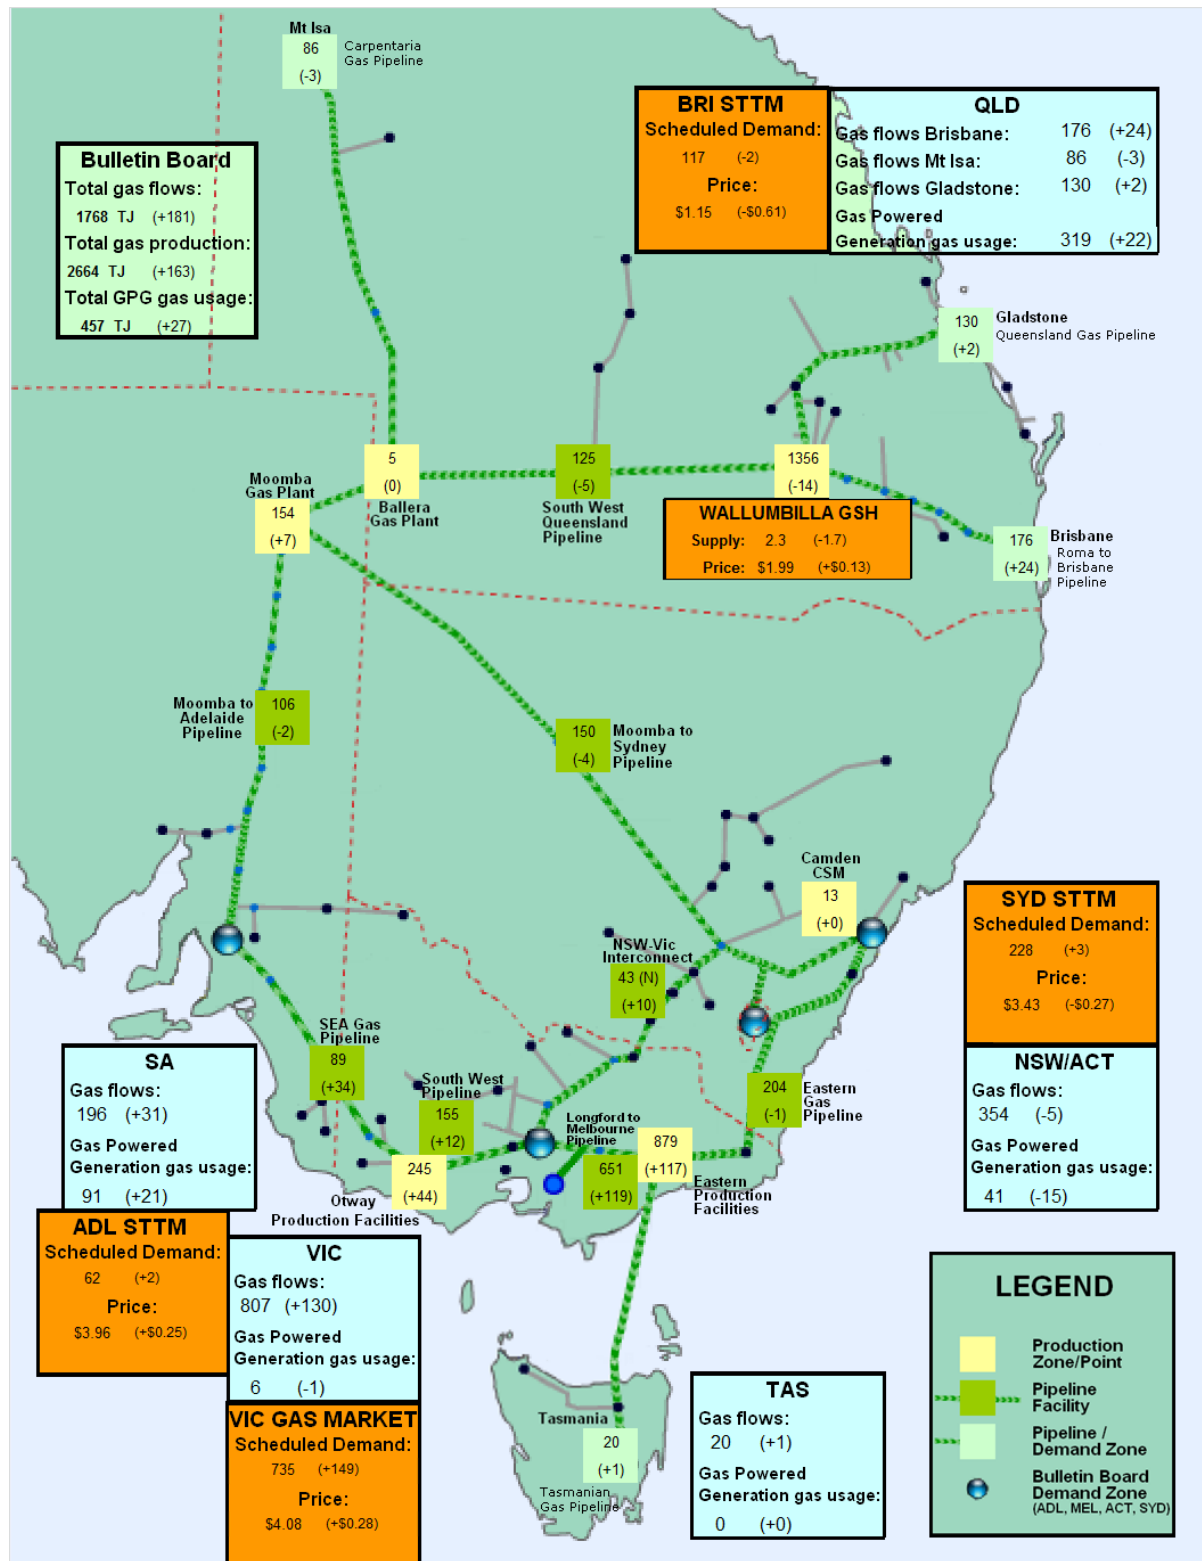 Mt Isa
86
(-3)
Carpentaria
Gas Pipeline
Bulletin Board
Total gas flows:
1768 TJ (+181)
Total gas production:
2664 TJ (+163)
Total GPG gas usage:
457 TJ (+27)
BRI STTM
Scheduled Demand:
117 (-2)
Price:
$1.15 (-$0.61)
QLD
Gas flows Brisbane: 176 (+24)
Gas flows Mt Isa: 86 (-3)
Gas flows Gladstone: 130 (+2)
Gas Powered
Generation gas usage: 319 (+22)
130
(+2)
Gladstone
Queensland Gas Pipeline
Moomba
Gas Plant
154
(+7)
5
(0)
Ballera
Gas Plant
125
(-5)
South West
Queensland
Pipeline
1356
(-14)
WALLUMBILLA GSH
Supply: 2.3 (-1.7)
Price: $1.99 (+$0.13)
176
(+24)
Brisbane
Roma to
Brisbane
Pipeline
Moomba to
Adelaide
Pipeline
106
(-2)
150
(-4)
Moomba to
Sydney
Pipeline
Camden
CSM
13
(+0)
NSW-Vic
Interconnect
43 (N)
(+10)
SYD STTM
Scheduled Demand:
228 (+3)
Price:
$3.43 (-$0.27)
NSW/ACT
Gas flows:
354 (-5)
Gas Powered
Generation gas usage:
41 (-15)
SEA Gas
Pipeline
89
(+34)
South West
Pipeline
155
(+12)
Longford to
Melbourne
Pipeline
651
(+119)
879
(+117)
Eastern
Production
Facilities
204
(-1)
Eastern
Gas
Pipeline
245
(+44)
Otway
Production Facilities
SA
Gas flows:
196 (+31)
Gas Powered
Generation gas usage:
91 (+21)
ADL STTM
Scheduled Demand:
62 (+2)
Price:
$3.96 (+$0.25)
VIC
Gas flows:
807 (+130)
Gas Powered
Generation gas usage:
6 (-1)
VIC GAS MARKET
Scheduled Demand:
735 (+149)
Price:
$4.08 (+$0.28)
Tasmania
20
(+1)
Tasmanian
Gas Pipeline
TAS
Gas flows:
20 (+1)
Gas Powered
Generation gas usage:
0 (+0)
LEGEND
Production
Zone/Point
Pipeline
Facility
Pipeline /
Demand Zone
Bulletin Board
Demand Zone
(ADL, MEL, ACT, SYD)